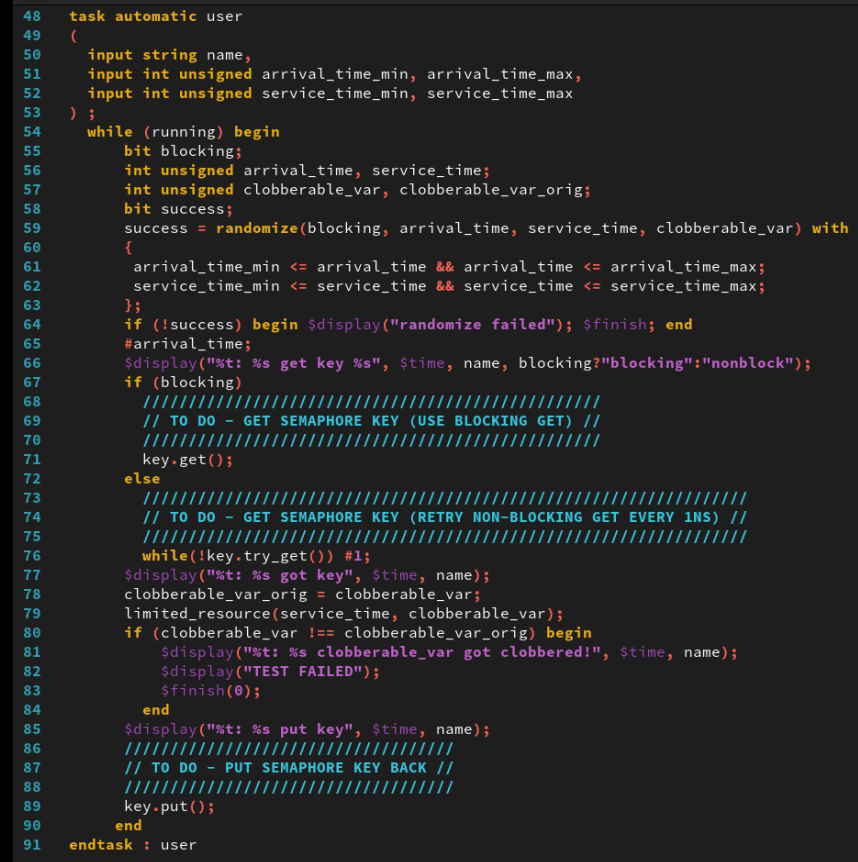 48 task automatic user
49 (
50   input string name,
51   input int unsigned arrival_time_min, arrival_time_max,
52   input int unsigned service_time_min, service_time_max
53 ) ;
54   while (running) begin
55       bit blocking;
56       int unsigned arrival_time, service_time;
57       int unsigned clobberable_var, clobberable_var_orig;
58       bit success;
59       success = randomize(blocking, arrival_time, service_time, clobberable_var) with
60       {
61        arrival_time_min <= arrival_time && arrival_time <= arrival_time_max;
62        service_time_min <= service_time && service_time <= service_time_max;
63       };
64       if (!success) begin $display("randomize failed"); $finish; end
65       #arrival_time;
66       $display("%t: %s get key %s", $time, name, blocking?"blocking":"nonblock");
67       if (blocking)
68         //////////////////////////////////////////////////
69         // TO DO - GET SEMAPHORE KEY (USE BLOCKING GET) //
70         //////////////////////////////////////////////////
71         key.get();
72       else
73         //////////////////////////////////////////////////////////////////
74         // TO DO - GET SEMAPHORE KEY (RETRY NON-BLOCKING GET EVERY 1NS) //
75         //////////////////////////////////////////////////////////////////
76         while(!key.try_get()) #1;
77       $display("%t: %s got key", $time, name);
78       clobberable_var_orig = clobberable_var;
79       limited_resource(service_time, clobberable_var);
80       if (clobberable_var !== clobberable_var_orig) begin
81           $display("%t: %s clobberable_var got clobbered!", $time, name);
82           $display("TEST FAILED");
83           $finish(0);
84         end
85       $display("%t: %s put key", $time, name);
86       ////////////////////////////////////
87       // TO DO - PUT SEMAPHORE KEY BACK //
88       ////////////////////////////////////
89       key.put();
90      end
91 endtask : user